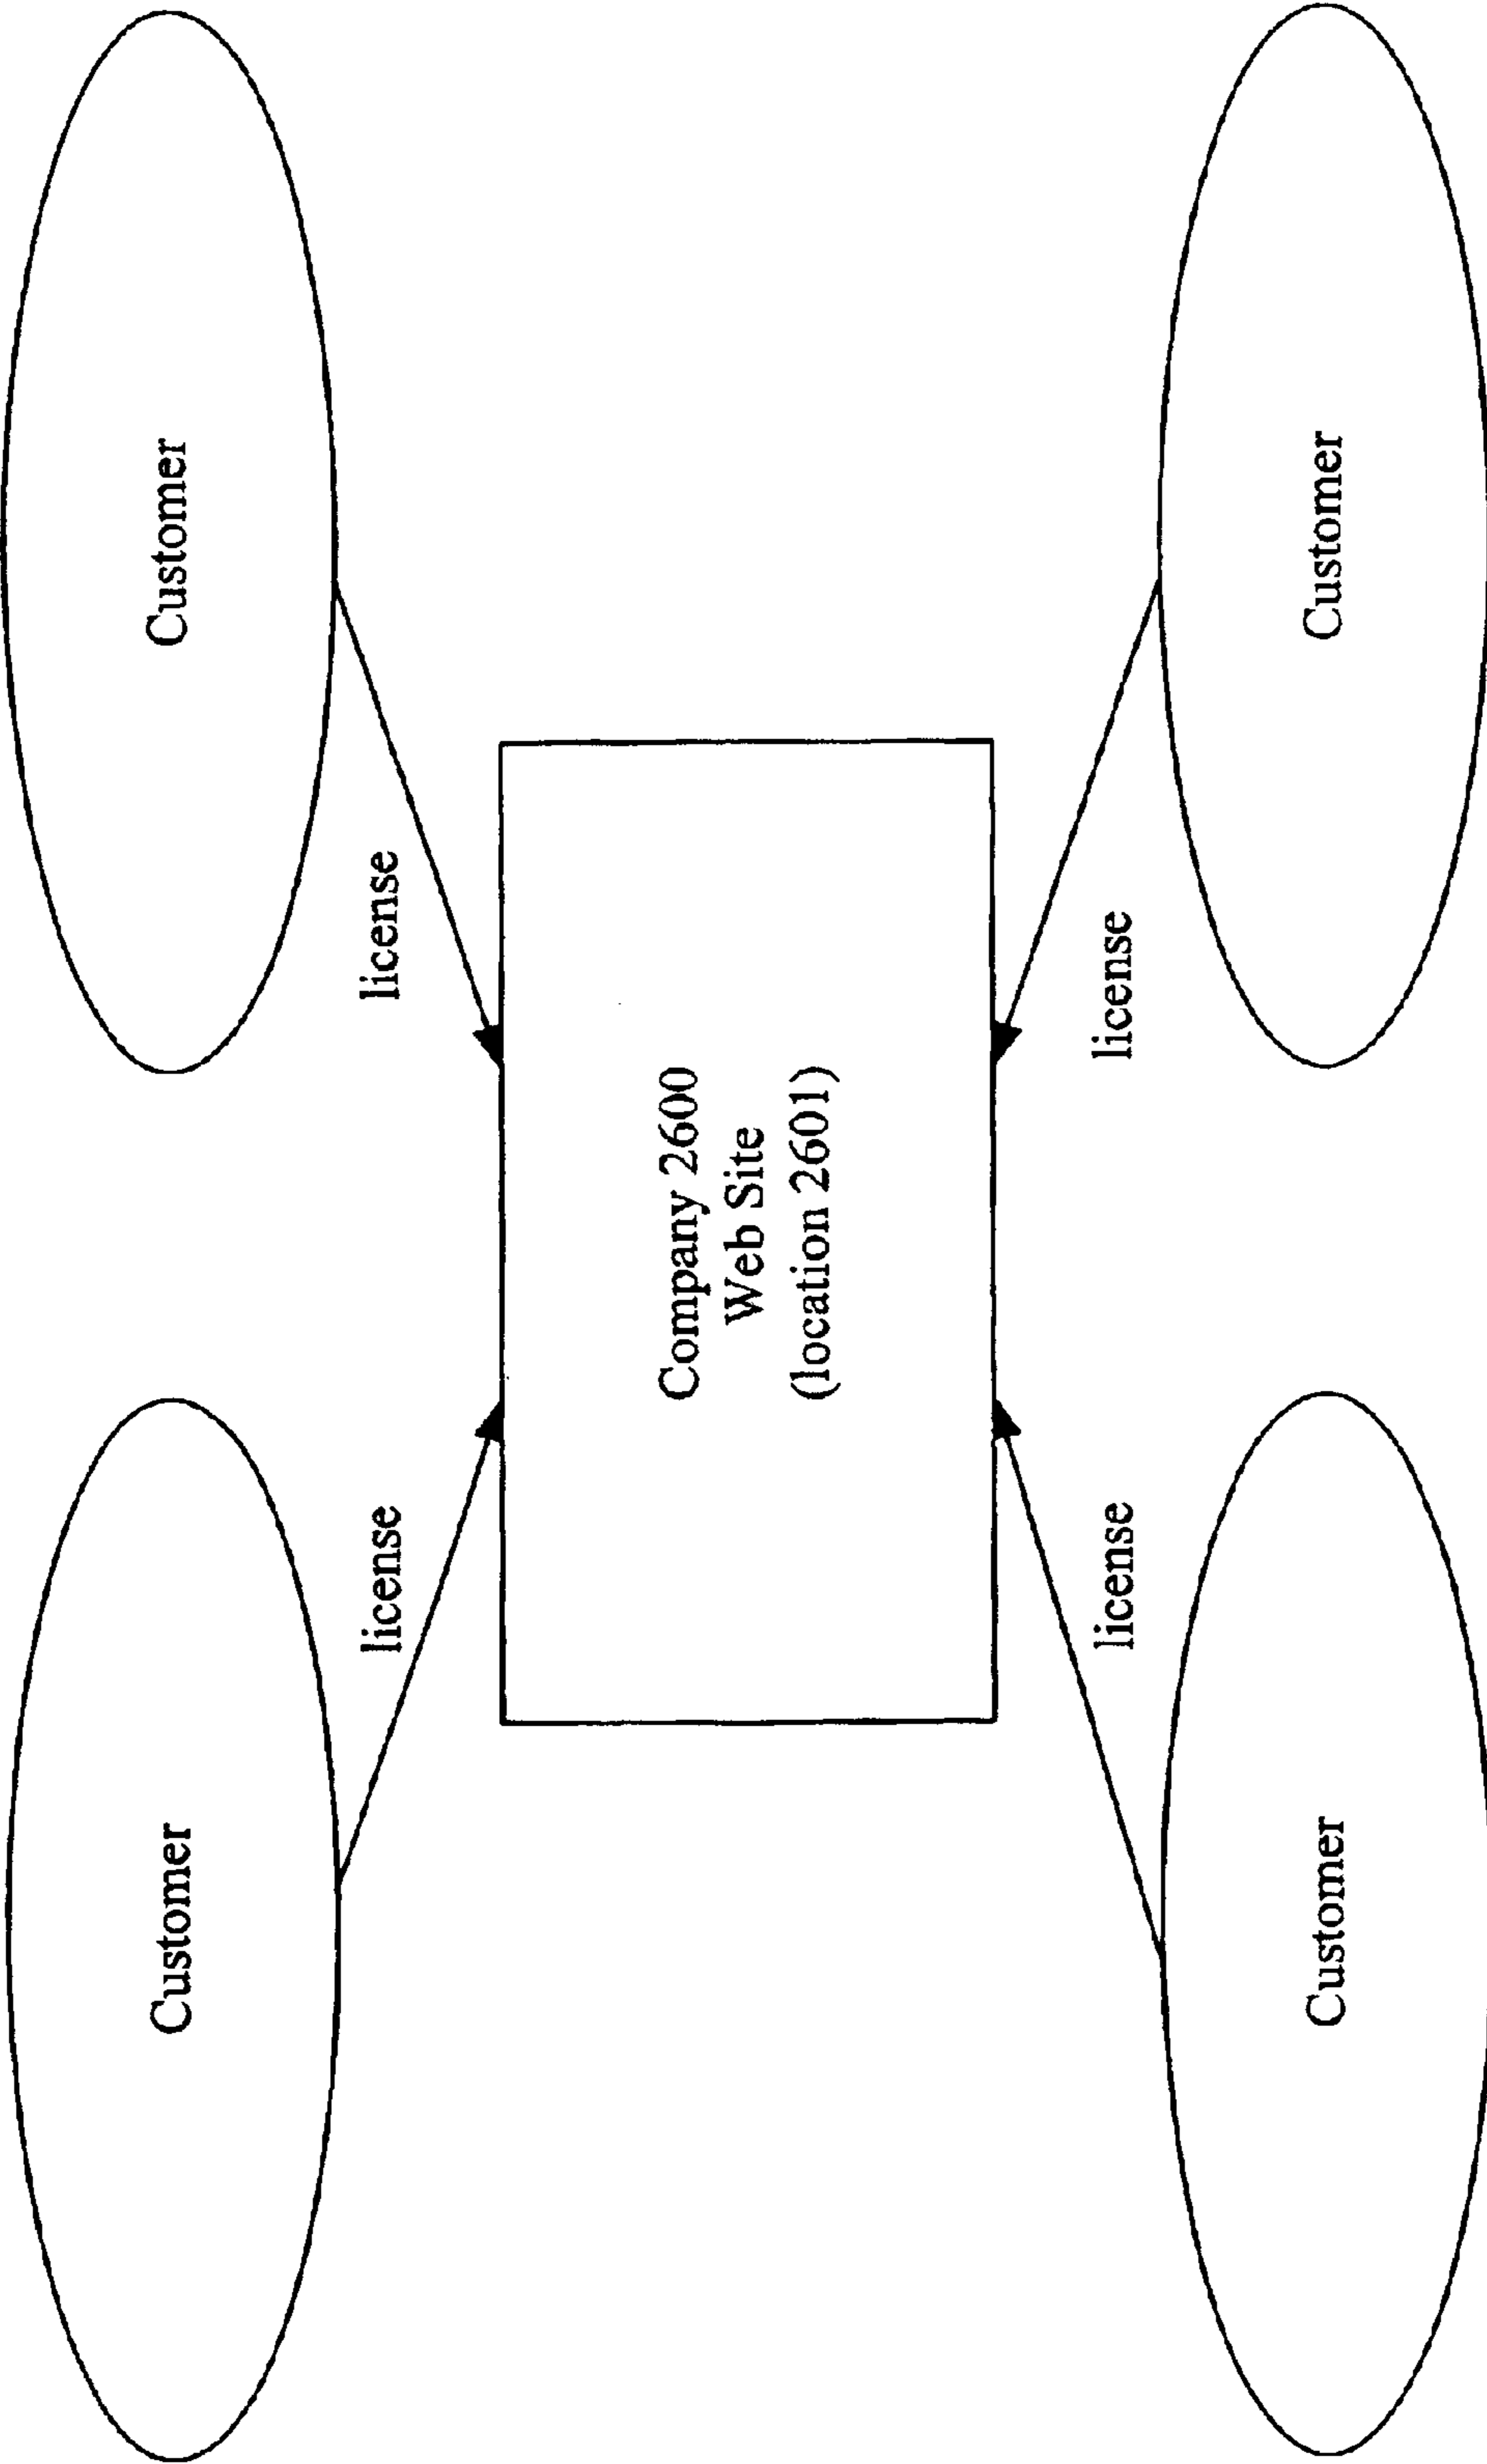 Customer
Customer
license
license
Company 2600
Web Site
(location 2601)
license
license
Customer
Customer